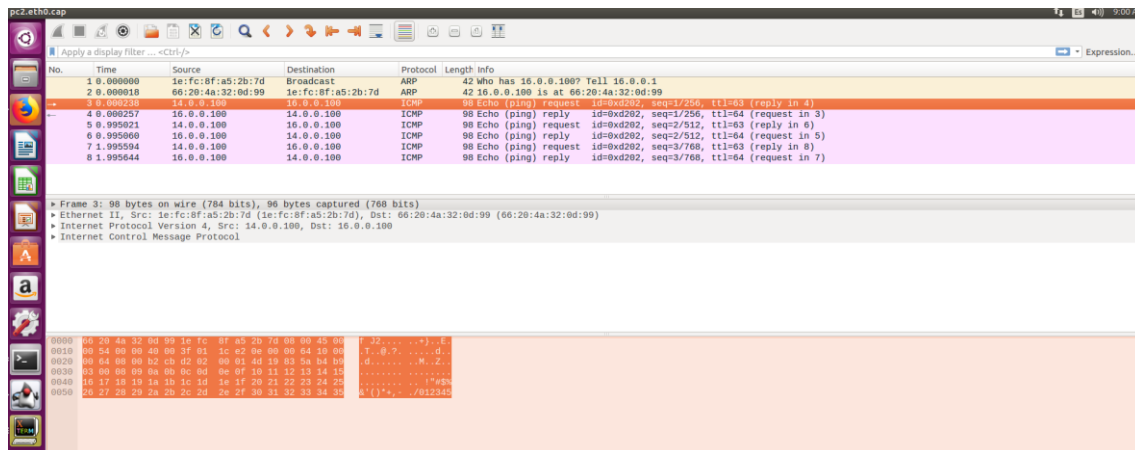 pc2.eth0.cap
Es 9:00
Apply a display filter ... <Ctrl-/>
Expression...
No. Time Source Destination Protocol Length Info
1 0.000000 1e:fc:8f:a5:2b:7d Broadcast ARP 42 Who has 16.0.0.100? Tell 16.0.0.1
2 0.000018 66:20:4a:32:0d:99 1e:fc:8f:a5:2b:7d ARP 42 16.0.0.100 is at 66:20:4a:32:0d:99
3 0.000238 14.0.0.100 16.0.0.100 ICMP 98 Echo (ping) request id=0xd202, seq=1/256, ttl=63 (reply in 4)
4 0.000257 16.0.0.100 14.0.0.100 ICMP 98 Echo (ping) reply id=0xd202, seq=1/256, ttl=64 (request in 3)
5 0.995021 14.0.0.100 16.0.0.100 ICMP 98 Echo (ping) request id=0xd202, seq=2/512, ttl=63 (reply in 6)
6 0.995060 16.0.0.100 14.0.0.100 ICMP 98 Echo (ping) reply id=0xd202, seq=2/512, ttl=64 (request in 5)
7 1.995594 14.0.0.100 16.0.0.100 ICMP 98 Echo (ping) request id=0xd202, seq=3/768, ttl=63 (reply in 8)
8 1.995644 16.0.0.100 14.0.0.100 ICMP 98 Echo (ping) reply id=0xd202, seq=3/768, ttl=64 (request in 7)
Frame 3: 98 bytes on wire (784 bits), 96 bytes captured (768 bits)
Ethernet II, Src: 1e:fc:8f:a5:2b:7d (1e:fc:8f:a5:2b:7d), Dst: 66:20:4a:32:0d:99 (66:20:4a:32:0d:99)
Internet Protocol Version 4, Src: 14.0.0.100, Dst: 16.0.0.100
Internet Control Message Protocol
0000 66 20 4a 32 0d 99 1e fc 8f a5 2b 7d 08 00 45 00 f J2.... ..+}..E.
0010 00 54 00 00 40 00 3f 01 1c e2 0e 00 00 64 10 00 .T..@.?. .....d..
0020 00 64 08 00 b2 cb d2 02 00 01 4d 19 03 5a b4 b9 .d...... ..M..Z..
0030 03 00 08 09 0a 0b 0c 0d 0e 0f 10 11 12 13 14 15 ........ ........
0040 16 17 18 19 1a 1b 1c 1d 1e 1f 20 21 22 23 24 25 ........ .. !"#$%
0050 26 27 28 29 2a 2b 2c 2d 2e 2f 30 31 32 33 34 35 &'()*+,- ./012345